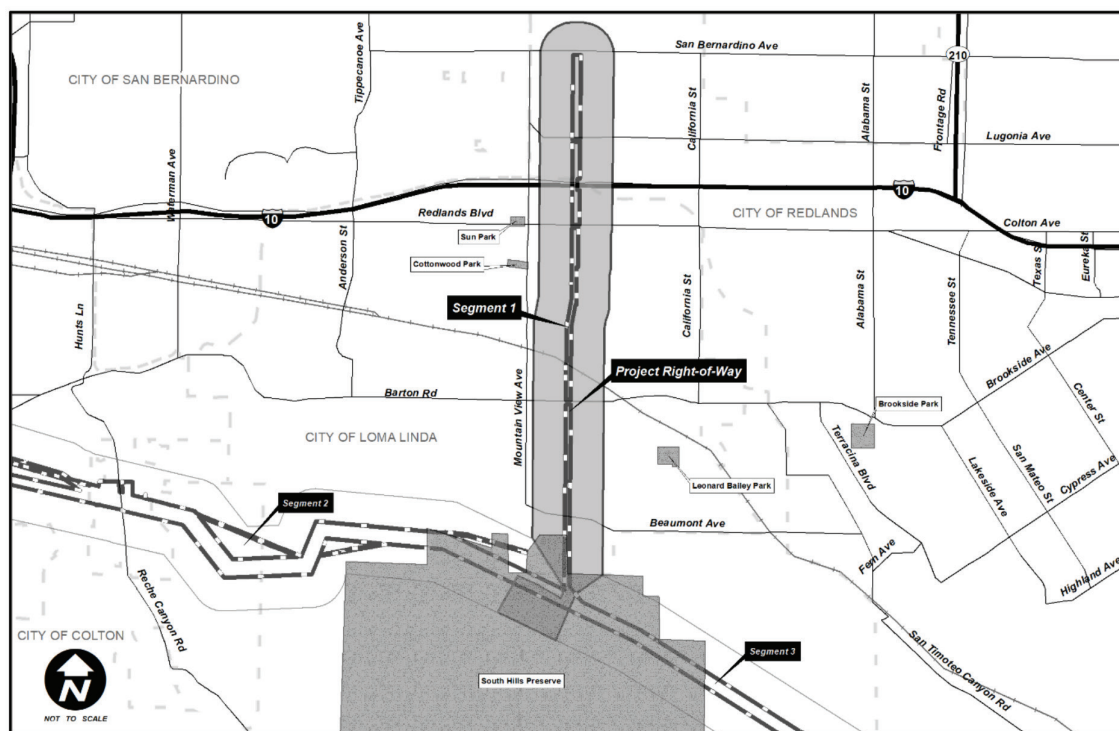 San Bernardino Ave
210
CITY OF SAN BERNARDINO
Tippecanoe Ave
Waterman Ave
California St
Alabama St
Frontage Rd
Lugonia Ave
10
10
Redlands Blvd
CITY OF REDLANDS
Colton Ave
Sun Park
Cottonwood Park
Anderson St
Hunts Ln
Segment 1
California St
Alabama St
Tennessee St
Texas St
Eureka St
Project Right-of-Way
Barton Rd
Mountain View Ave
Brookside Ave
Brookside Park
Center St
CITY OF LOMA LINDA
Leonard Bailey Park
Terracina Blvd
Lakeside Ave
San Mateo St
Cypress Ave
Segment 2
Beaumont Ave
Fern Ave
Highland Ave
Reche Canyon Rd
CITY OF COLTON
N
NOT TO SCALE
South Hills Preserve
Segment 3
San Timoteo Canyon Rd